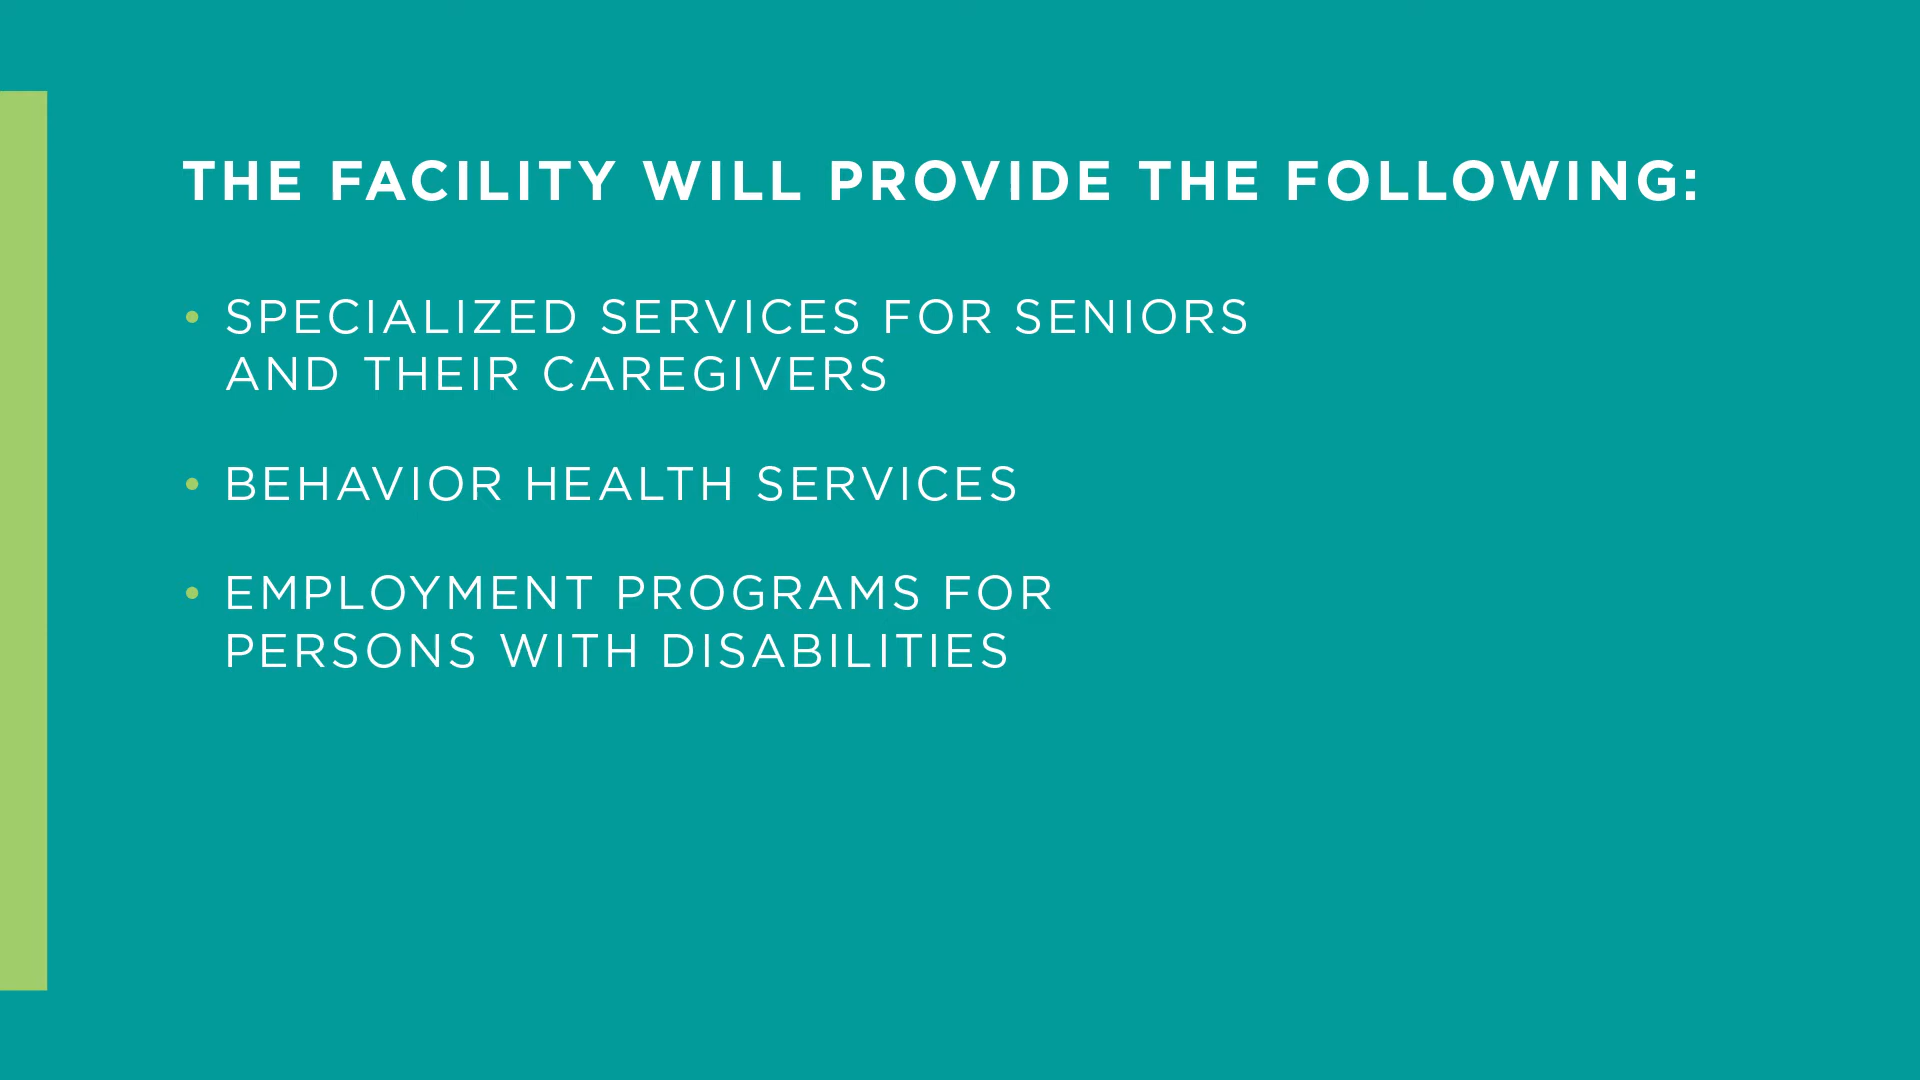 THE FACILITY WILL PROVIDE THE FOLLOWING:
• SPECIALIZED SERVICES FOR SENIORS
AND THEIR CAREGIVERS
• BEHAVIOR HEALTH SERVICES
• EMPLOYMENT PROGRAMS FOR
PERSONS WITH DISABILITIES